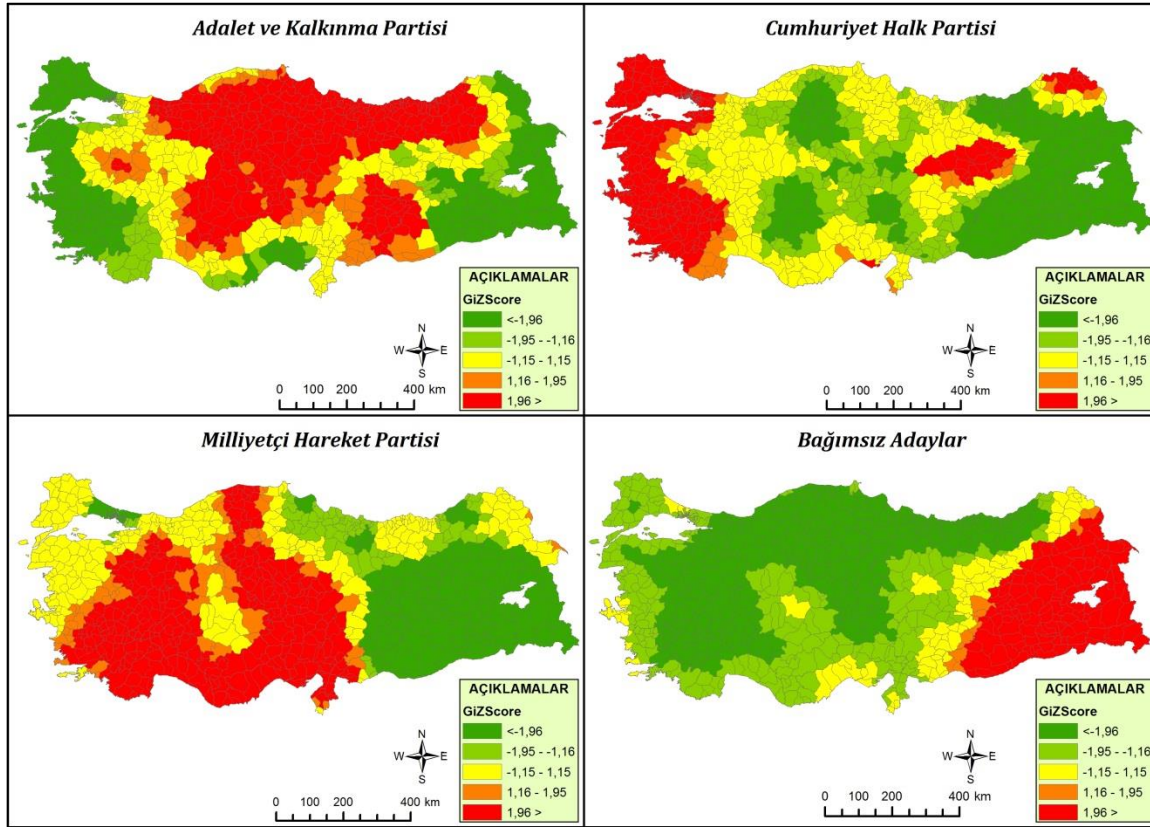 Adalet ve Kalkınma Partisi
AÇIKLAMALAR
GiZScore
<-1,96
-1,95 - -1,16
-1,15 - 1,15
1,16 - 1,95
1,96 >
N
W E
S
0 100 200 400 km
Cumhuriyet Halk Partisi
AÇIKLAMALAR
GiZScore
<-1,96
-1,95 - -1,16
-1,15 - 1,15
1,16 - 1,95
1,96 >
N
W E
S
0 100 200 400 km
Milliyetçi Hareket Partisi
AÇIKLAMALAR
GiZScore
<-1,96
-1,95 - -1,16
-1,15 - 1,15
1,16 - 1,95
1,96 >
N
W E
S
0 100 200 400 km
Bağımsız Adaylar
AÇIKLAMALAR
GiZScore
<-1,96
-1,95 - -1,16
-1,15 - 1,15
1,16 - 1,95
1,96 >
N
W E
S
0 100 200 400 km